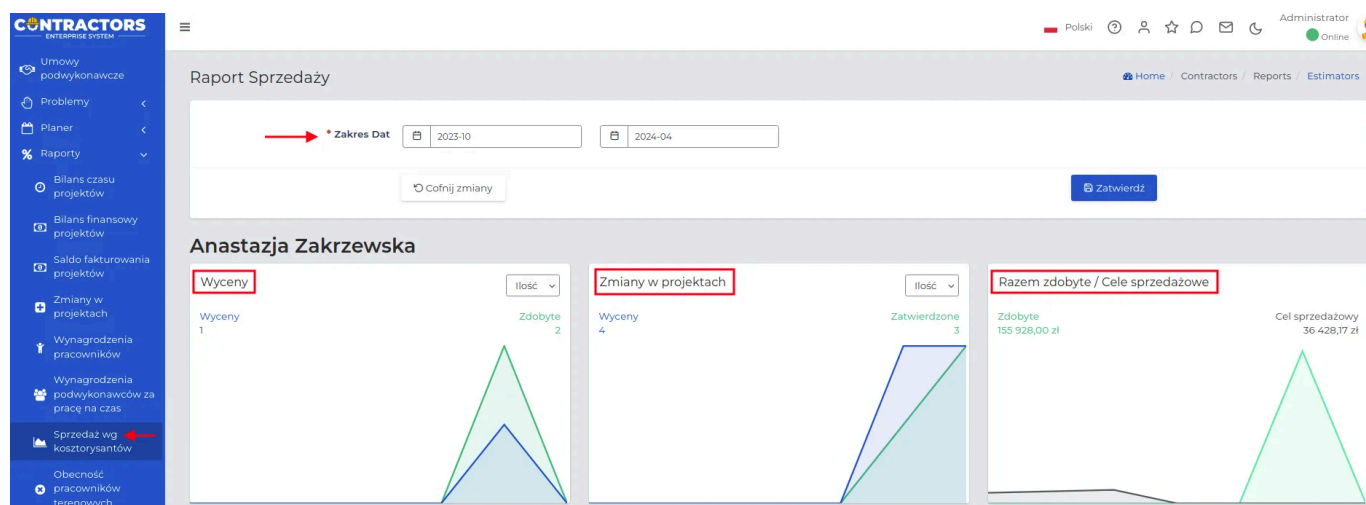 CONTRACTORS
ENTERPRISE SYSTEM
Polski
Administrator
Online
Umowy
podwykonawcze
Problemy
Planer
Raporty
Bilans czasu
projektów
Bilans finansowy
projektów
Saldo fakturowania
projektów
Zmiany w
projektach
Wynagrodzenia
pracowników
Wynagrodzenia
podwykonawców za
pracę na czas
Sprzedaż wg
kosztorysantów
Obecność
pracowników
terenowych
Raport Sprzedaży
Home / Contractors / Reports / Estimators
* Zakres Dat
2023-10
2024-04
Cofnij zmiany
Zatwierdź
Anastazja Zakrzewska
Wyceny
Ilość
Wyceny
1
Zdobyte
2
Zmiany w projektach
Ilość
Wyceny
4
Zatwierdzone
3
Razem zdobyte / Cele sprzedażowe
Zdobyte
155 928,00 zł
Cel sprzedażowy
36 428,17 zł